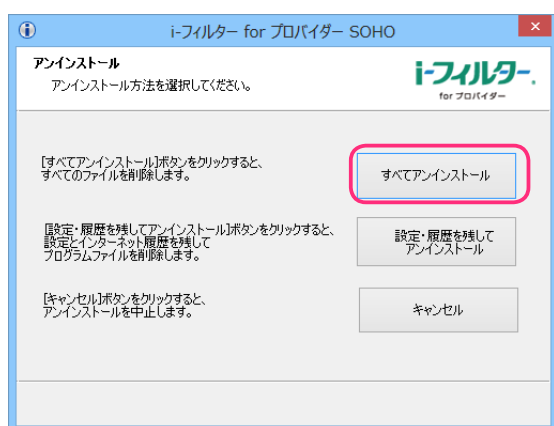 i-フィルター for プロバイダー SOHO
アンインストール
アンインストール方法を選択してください。
i-フィルター.
for プロバイダー
[すべてアンインストール]ボタンをクリックすると、
すべてのファイルを削除します。
すべてアンインストール
[設定・履歴を残してアンインストール]ボタンをクリックすると、
設定とインターネット履歴を残して
プログラムファイルを削除します。
設定・履歴を残して
アンインストール
[キャンセル]ボタンをクリックすると、
アンインストールを中止します。
キャンセル